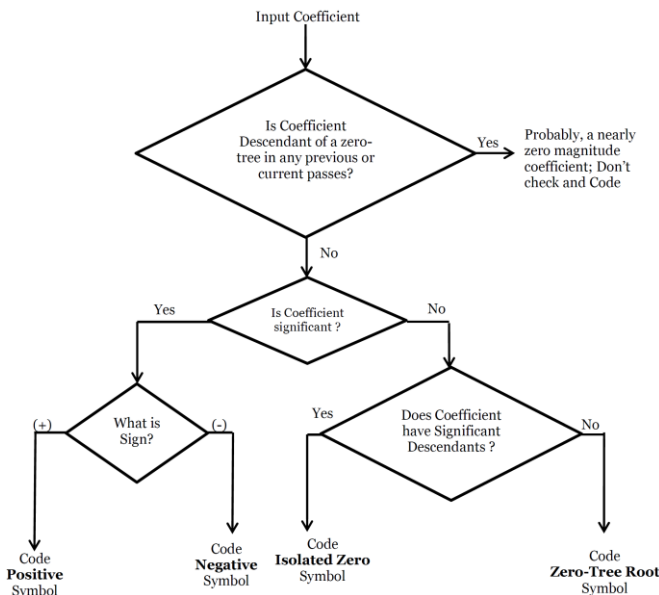 Input Coefficient
Is Coefficient
Descendant of a zero-
tree in any previous or
current passes?
Yes
Probably, a nearly
zero magnitude
coefficient; Don't
check and Code
No
Is Coefficient
significant ?
Yes
No
What is
Sign?
(+)
(-)
Does Coefficient
have Significant
Descendants ?
Yes
No
Code
Positive
Symbol
Code
Negative
Symbol
Code
Isolated Zero
Symbol
Code
Zero-Tree Root
Symbol